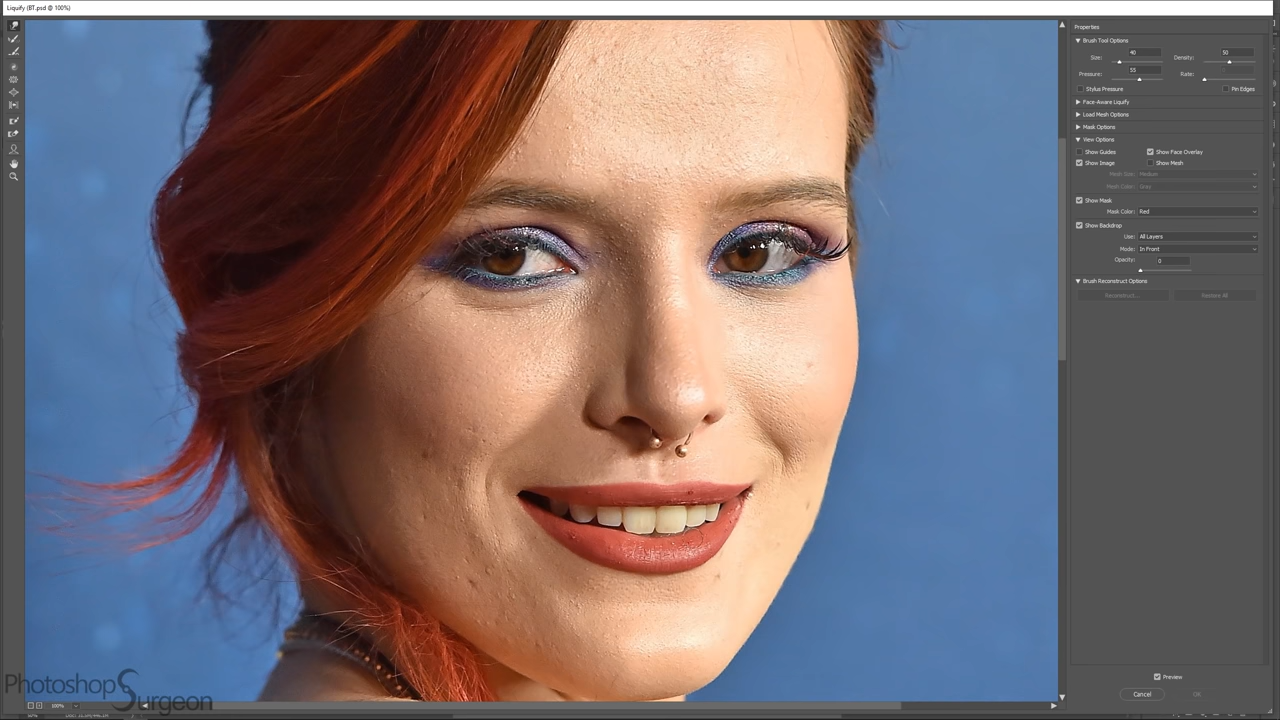 Liquify (BT.psd @ 100%)
Properties
Brush Tool Options
Size: 40 Density: 50
Pressure: 55 Rate:
Stylus Pressure Pin Edges
Face-Aware Liquify
Load Mesh Options
Mask Options
View Options
Show Guides Show Face Overlay
Show Image Show Mesh
Mesh Size: Medium
Mesh Color: Gray
Show Mask
Mask Color: Red
Show Backdrop
Use: All Layers
Mode: In Front
Opacity: 0
Brush Reconstruct Options
Reconstruct... Restore All
Preview
Cancel OK
Photoshop Surgeon
100%